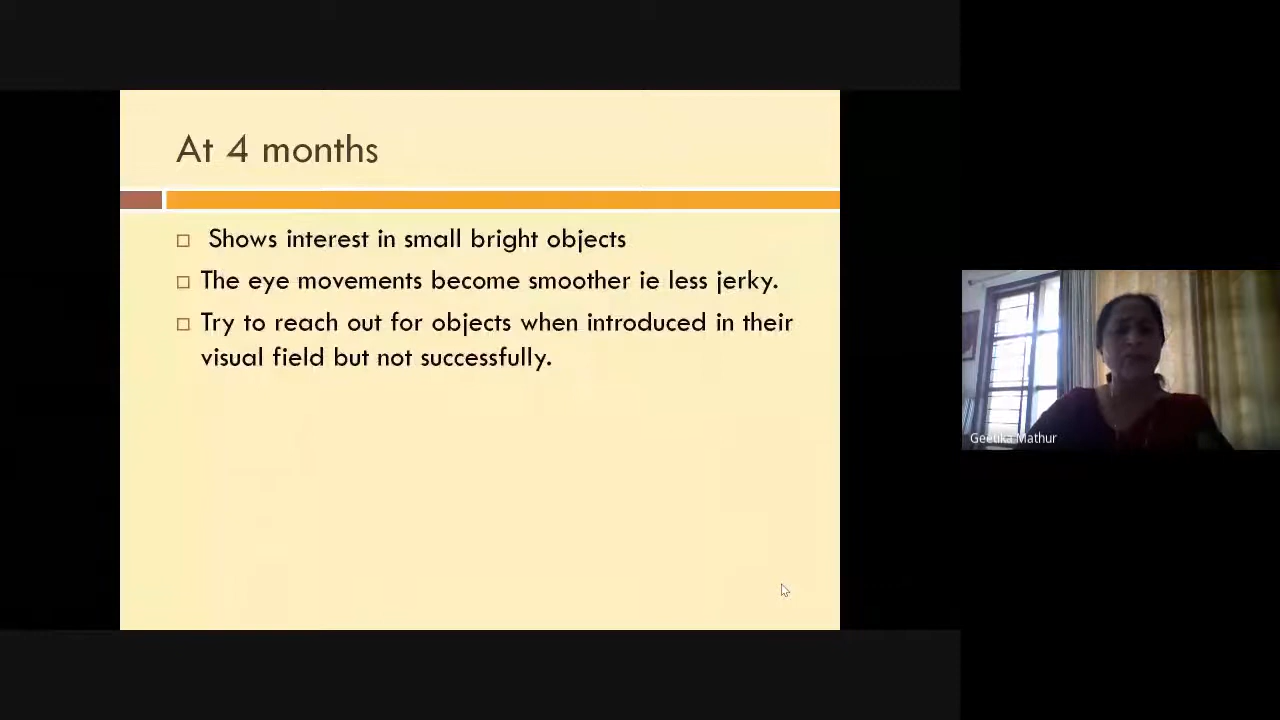 At 4 months
Shows interest in small bright objects
The eye movements become smoother ie less jerky.
Try to reach out for objects when introduced in their
visual field but not successfully.
Geetika Mathur